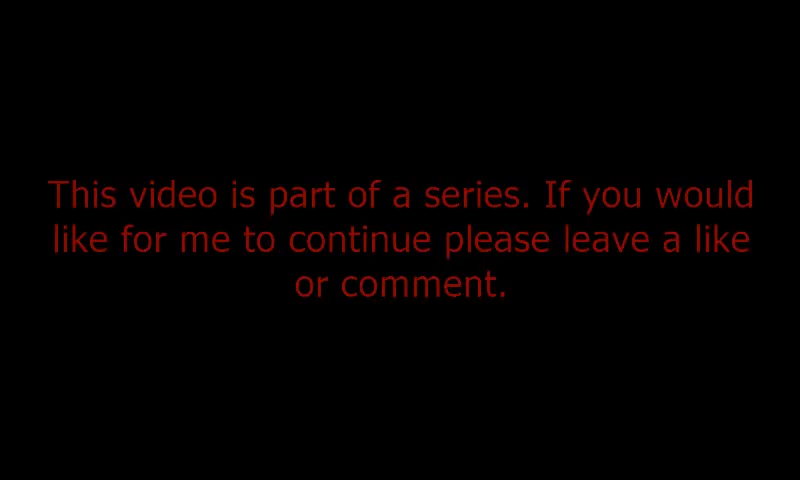 This video is part of a series. If you would
like for me to continue please leave a like
or comment.